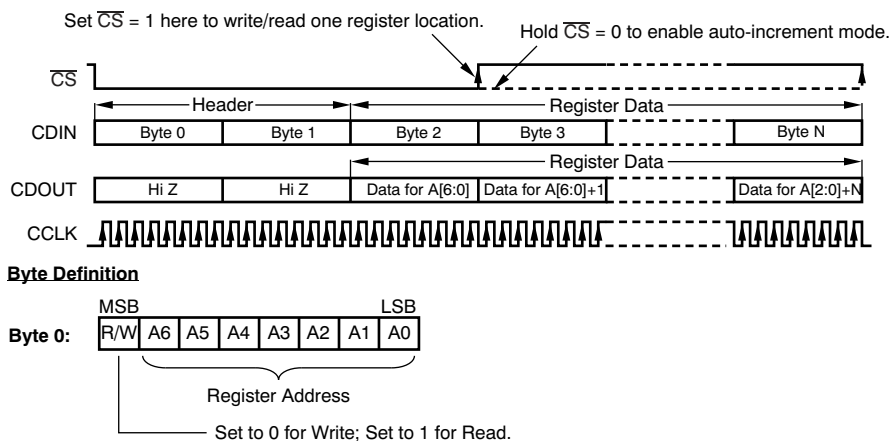 Set CS = 1 here to write/read one register location.
Hold CS = 0 to enable auto-increment mode.
CS
Header
Register Data
CDIN
Byte 0
Byte 1
Byte 2
Byte 3
Byte N
Register Data
CDOUT
Hi Z
Hi Z
Data for A[6:0]
Data for A[6:0]+1
Data for A[2:0]+N
CCLK
Byte Definition
MSB
LSB
Byte 0:
R/W
A6
A5
A4
A3
A2
A1
A0
Register Address
Set to 0 for Write; Set to 1 for Read.